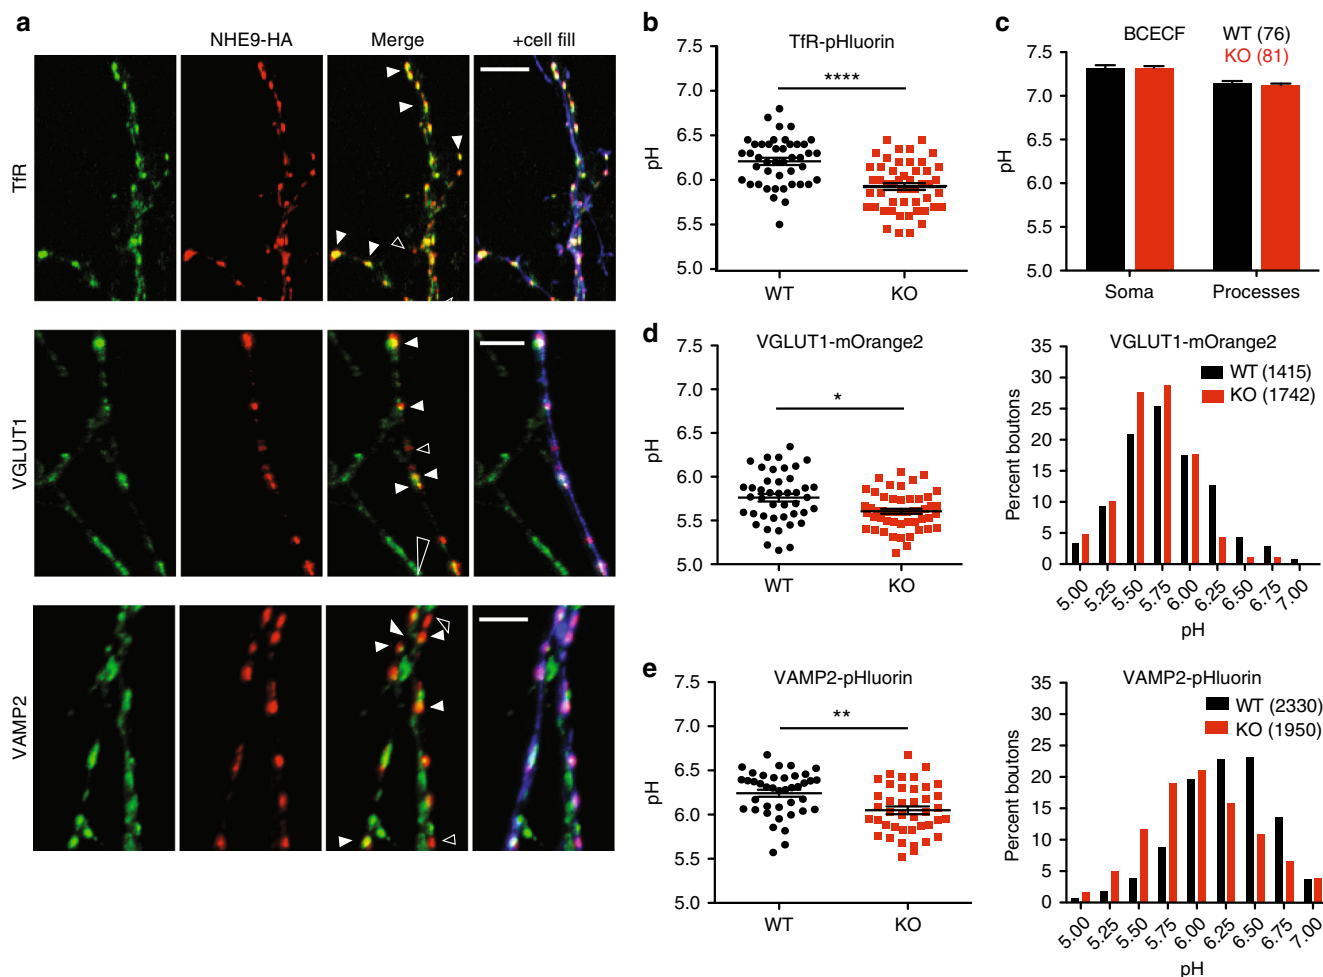 a
NHE9-HA
Merge
+cell fill
TfR
VGLUT1
VAMP2
b
TfR-pHluorin
****
pH
7.5
7.0
6.5
6.0
5.5
5.0
WT
KO
c
BCECF
WT (76)
KO (81)
pH
7.5
7.0
6.5
6.0
5.5
5.0
Soma
Processes
d
VGLUT1-mOrange2
*
pH
7.5
7.0
6.5
6.0
5.5
5.0
WT
KO
VGLUT1-mOrange2
WT (1415)
KO (1742)
Percent boutons
35
30
25
20
15
10
5
0
5.00
5.25
5.50
5.75
6.00
6.25
6.50
6.75
7.00
pH
e
VAMP2-pHluorin
**
pH
7.5
7.0
6.5
6.0
5.5
5.0
WT
KO
VAMP2-pHluorin
WT (2330)
KO (1950)
Percent boutons
35
30
25
20
15
10
5
0
5.00
5.25
5.50
5.75
6.00
6.25
6.50
6.75
7.00
pH